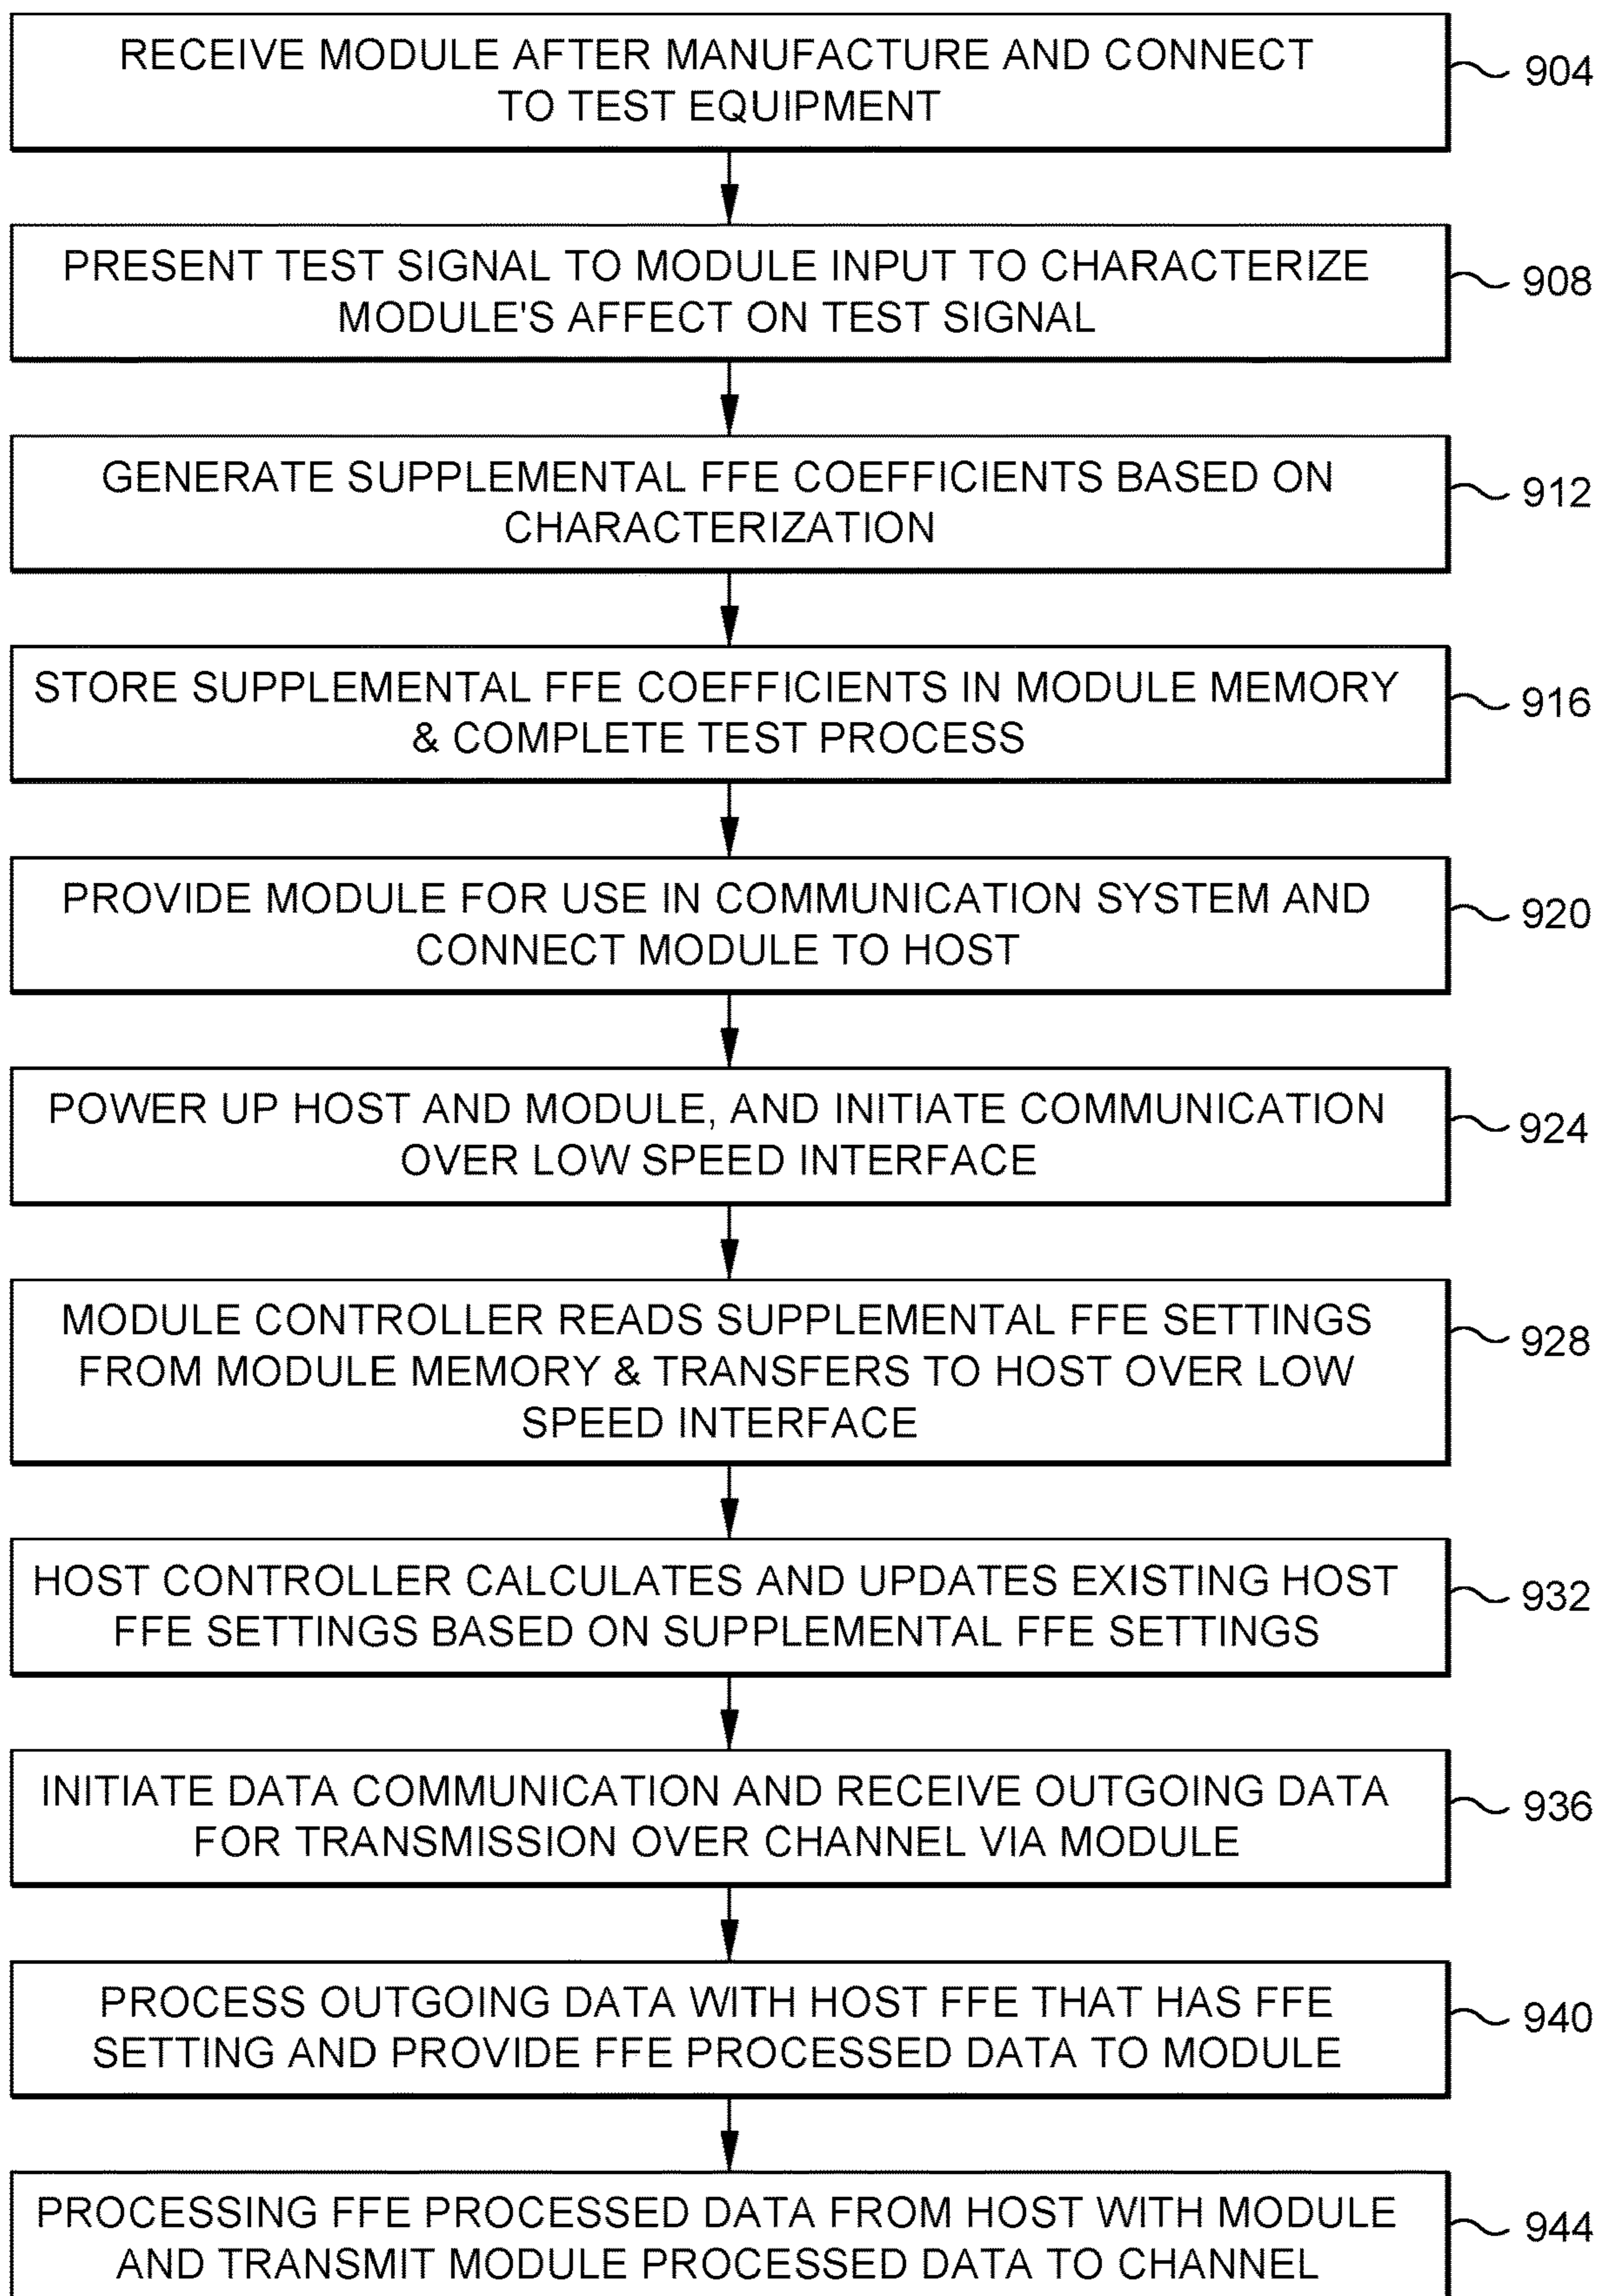 RECEIVE MODULE AFTER MANUFACTURE AND CONNECT
TO TEST EQUIPMENT
904
PRESENT TEST SIGNAL TO MODULE INPUT TO CHARACTERIZE
MODULE'S AFFECT ON TEST SIGNAL
908
GENERATE SUPPLEMENTAL FFE COEFFICIENTS BASED ON
CHARACTERIZATION
912
STORE SUPPLEMENTAL FFE COEFFICIENTS IN MODULE MEMORY
& COMPLETE TEST PROCESS
916
PROVIDE MODULE FOR USE IN COMMUNICATION SYSTEM AND
CONNECT MODULE TO HOST
920
POWER UP HOST AND MODULE, AND INITIATE COMMUNICATION
OVER LOW SPEED INTERFACE
924
MODULE CONTROLLER READS SUPPLEMENTAL FFE SETTINGS
FROM MODULE MEMORY & TRANSFERS TO HOST OVER LOW
SPEED INTERFACE
928
HOST CONTROLLER CALCULATES AND UPDATES EXISTING HOST
FFE SETTINGS BASED ON SUPPLEMENTAL FFE SETTINGS
932
INITIATE DATA COMMUNICATION AND RECEIVE OUTGOING DATA
FOR TRANSMISSION OVER CHANNEL VIA MODULE
936
PROCESS OUTGOING DATA WITH HOST FFE THAT HAS FFE
SETTING AND PROVIDE FFE PROCESSED DATA TO MODULE
940
PROCESSING FFE PROCESSED DATA FROM HOST WITH MODULE
AND TRANSMIT MODULE PROCESSED DATA TO CHANNEL
944